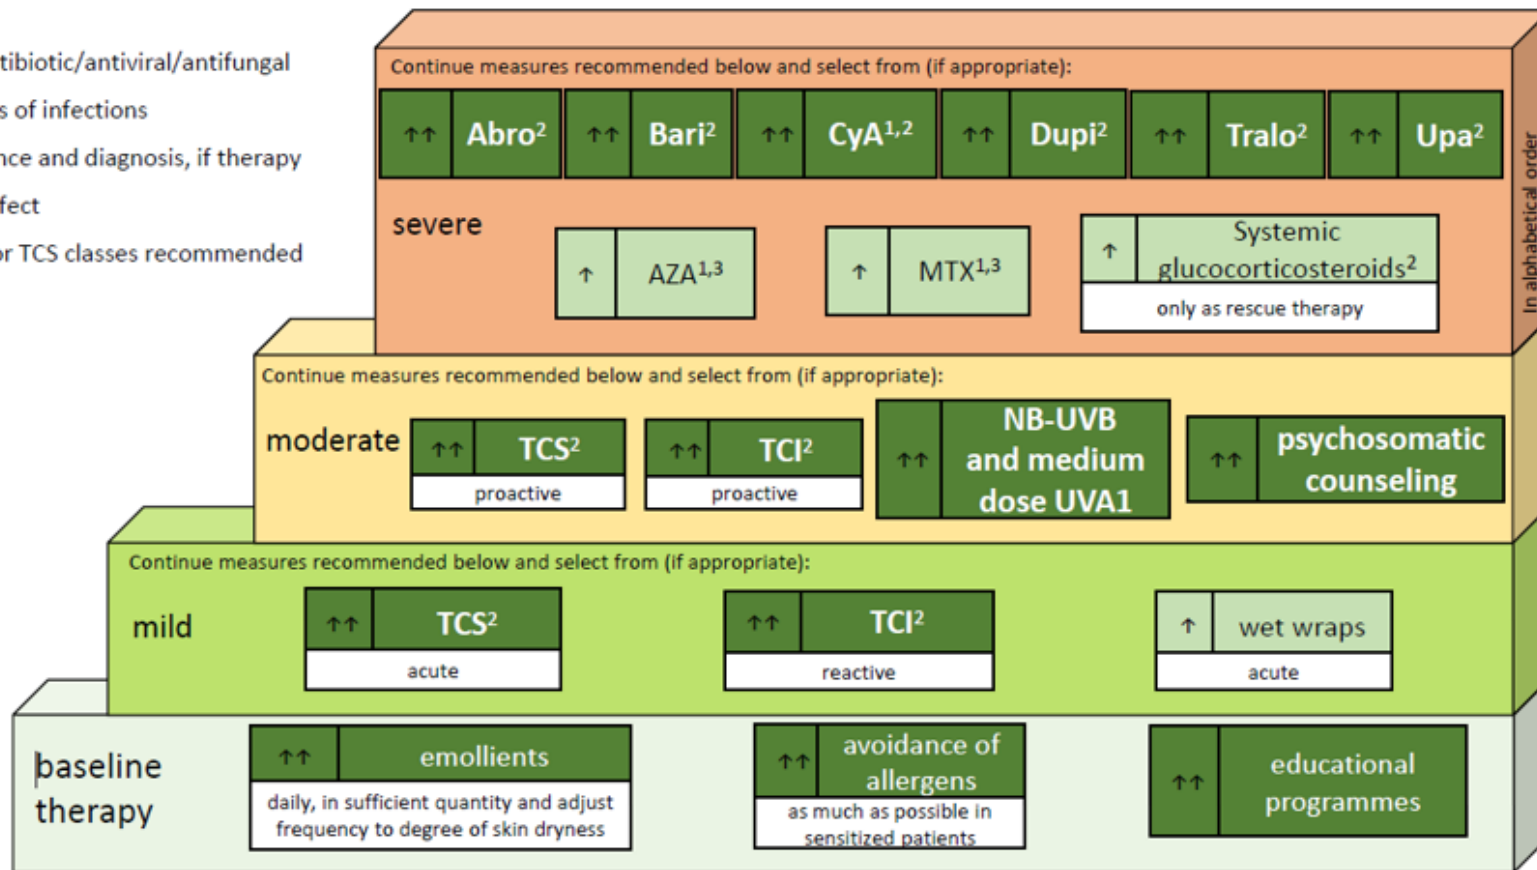 tibiotic/antiviral/antifungal
s of infections
nce and diagnosis, if therapy
fect
or TCS classes recommended
Continue measures recommended below and select from (if appropriate):
↑↑ Abro² ↑↑ Bari² ↑↑ CyA¹,² ↑↑ Dupi² ↑↑ Tralo² ↑↑ Upa²
severe
↑ AZA¹,³
↑ MTX¹,³
↑ Systemic
glucocorticosteroids²
only as rescue therapy
In alphabetical order
Continue measures recommended below and select from (if appropriate):
moderate
↑↑ TCS²
proactive
↑↑ TCI²
proactive
↑↑ NB-UVB
and medium
dose UVA1
↑↑ psychosomatic
counseling
Continue measures recommended below and select from (if appropriate):
mild
↑↑ TCS²
acute
↑↑ TCI²
reactive
↑ wet wraps
acute
baseline
therapy
↑↑ emollients
daily, in sufficient quantity and adjust
frequency to degree of skin dryness
↑↑ avoidance of
allergens
as much as possible in
sensitized patients
↑↑ educational
programmes